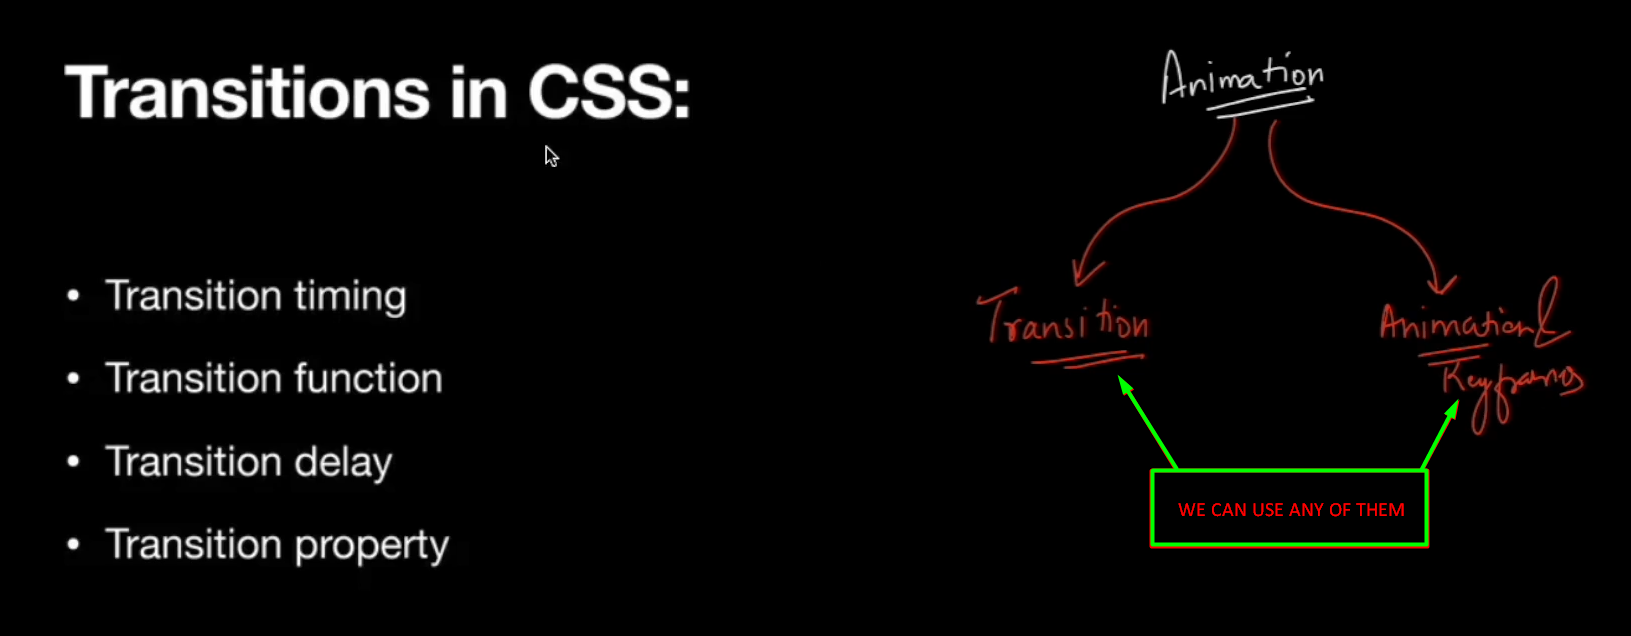 Transitions in CSS:
• Transition timing
• Transition function
• Transition delay
• Transition property
Animation
Transition
Animation &
Keyframes
WE CAN USE ANY OF THEM